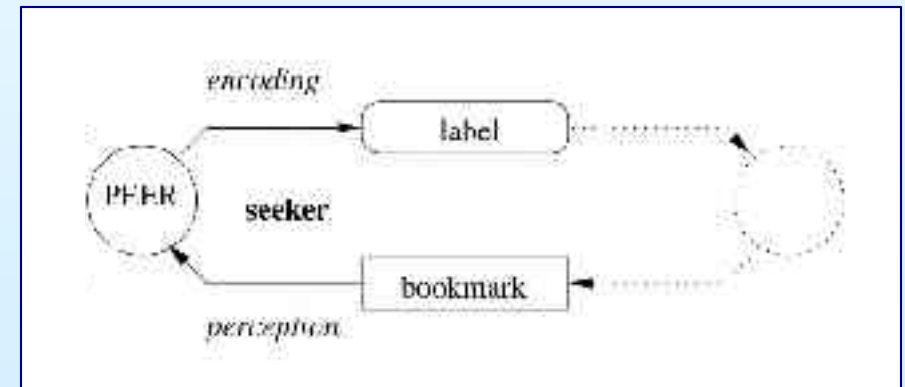 encoding
label
PEER
seeker
bookmark
perception